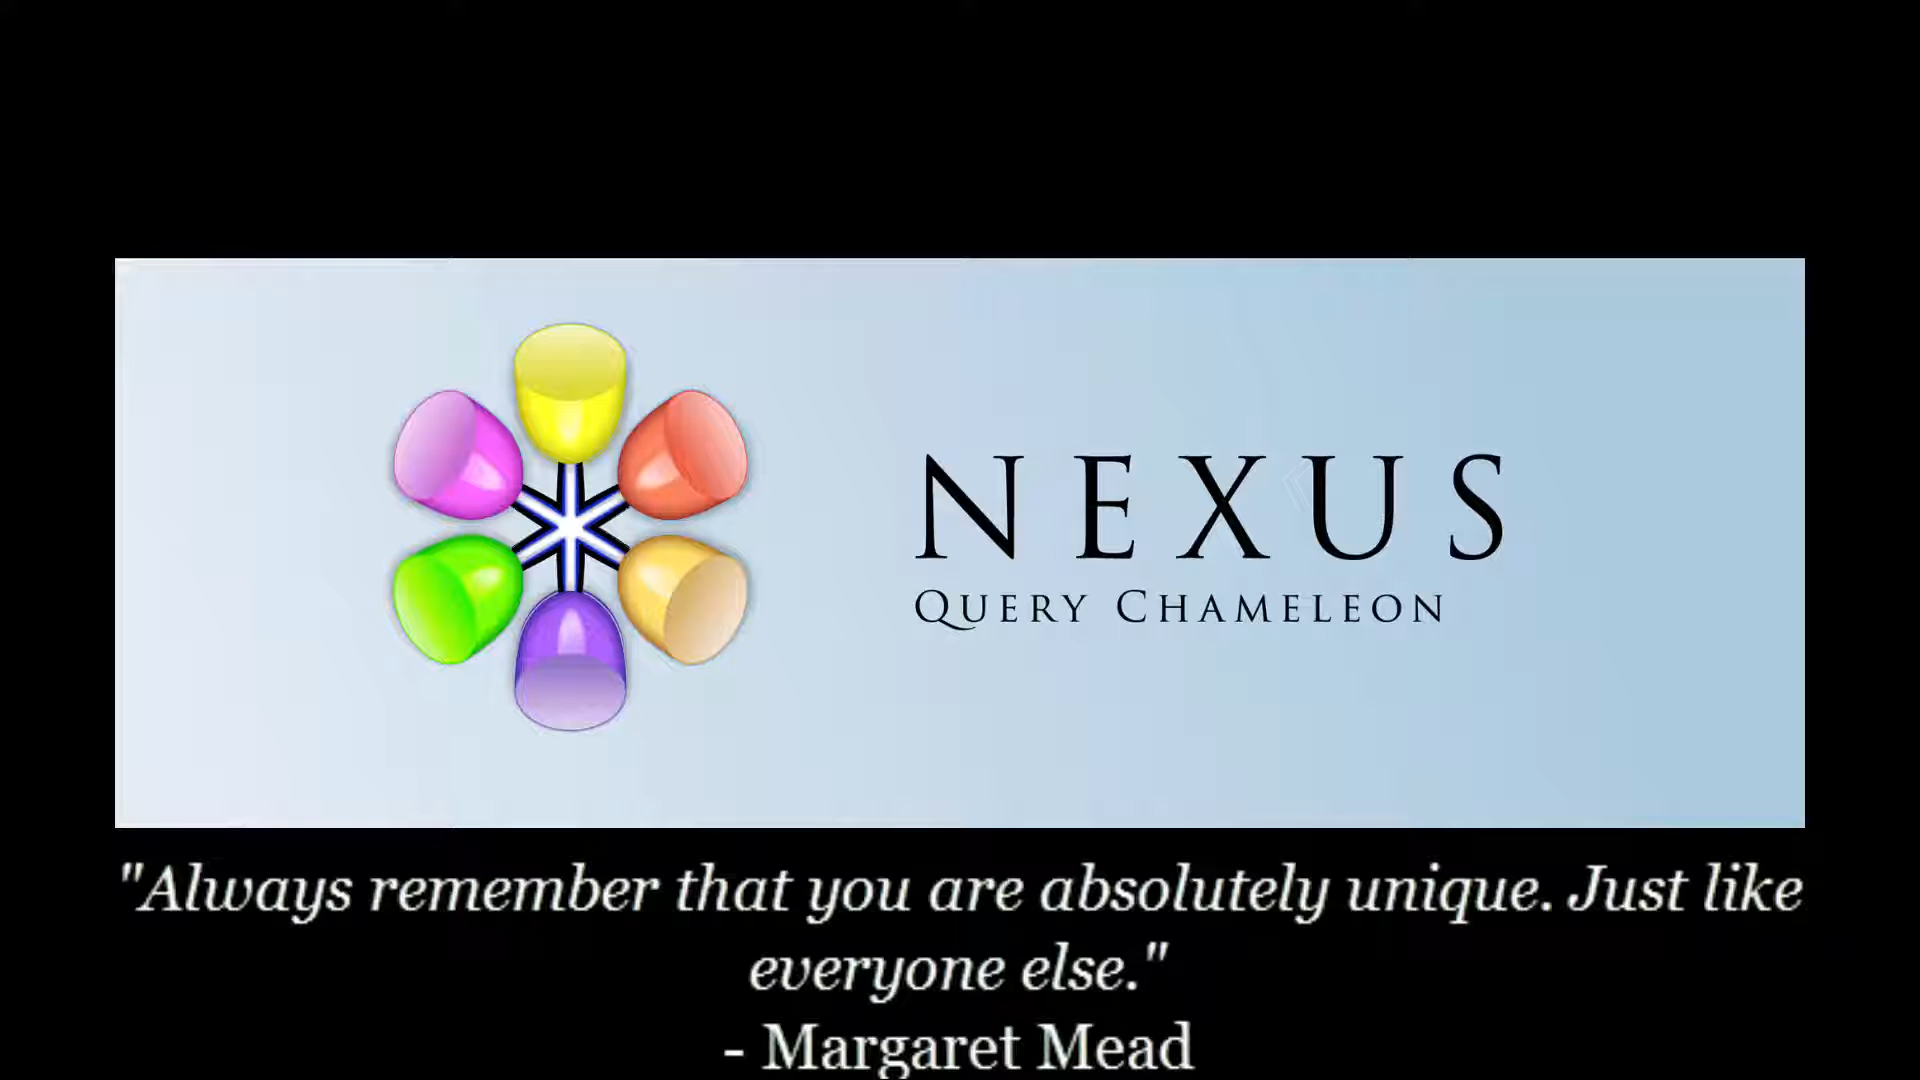 NEXUS
QUERY CHAMELEON
"Always remember that you are absolutely unique. Just like
everyone else."
- Margaret Mead